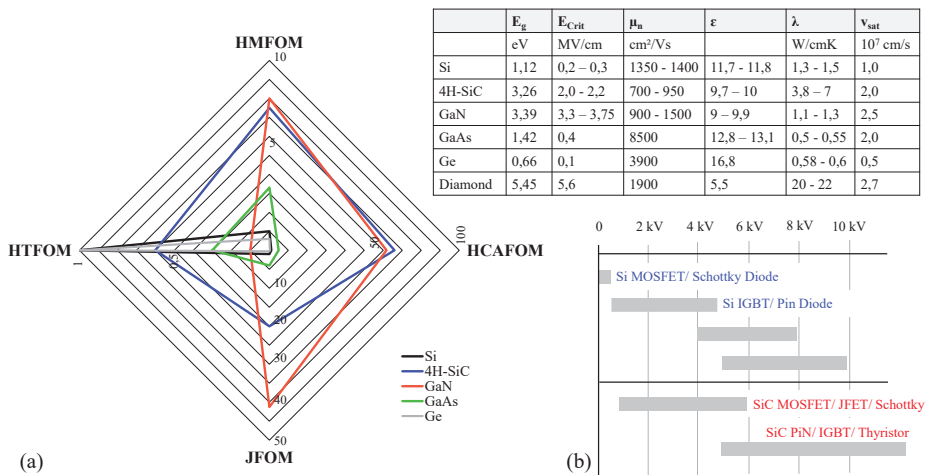 HMFOM
10
5
HTFOM
1
0,5
50
100
HCAFOM
10
20
30
40
50
JFOM
Si
4H-SiC
GaN
GaAs
Ge
(a)
E_g E_Crit μ_n ε λ v_sat
eV MV/cm cm²/Vs W/cmK 10⁷ cm/s
Si 1,12 0,2 – 0,3 1350 - 1400 11,7 - 11,8 1,3 - 1,5 1,0
4H-SiC 3,26 2,0 - 2,2 700 - 950 9,7 – 10 3,8 – 7 2,0
GaN 3,39 3,3 – 3,75 900 - 1500 9 – 9,9 1,1 - 1,3 2,5
GaAs 1,42 0,4 8500 12,8 – 13,1 0,5 - 0,55 2,0
Ge 0,66 0,1 3900 16,8 0,58 - 0,6 0,5
Diamond 5,45 5,6 1900 5,5 20 - 22 2,7
0 2 kV 4 kV 6 kV 8 kV 10 kV
Si MOSFET/ Schottky Diode
Si IGBT/ Pin Diode
SiC MOSFET/ JFET/ Schottky
SiC PiN/ IGBT/ Thyristor
(b)